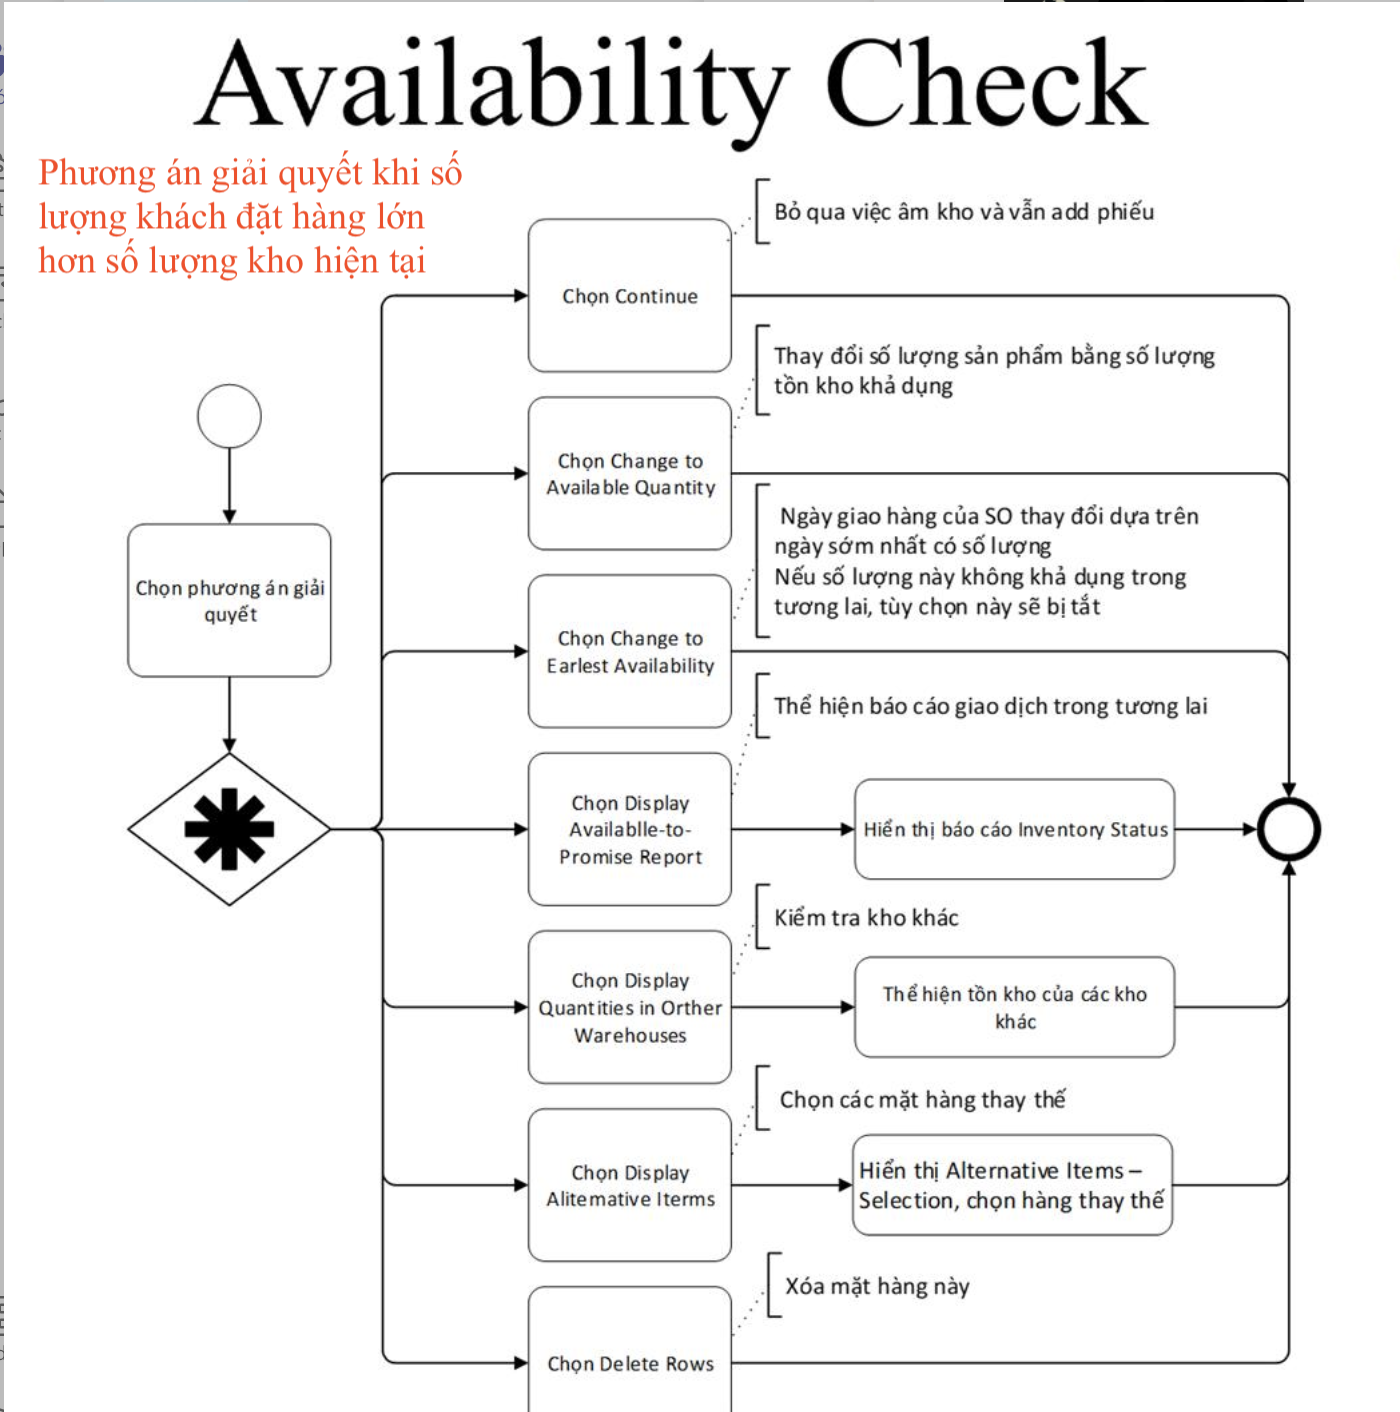 Availability Check
Phương án giải quyết khi số
lượng khách đặt hàng lớn
hơn số lượng kho hiện tại
Bỏ qua việc âm kho và vẫn add phiếu
Chọn Continue
Thay đổi số lượng sản phẩm bằng số lượng
tồn kho khả dụng
Chọn Change to
Available Quantity
Ngày giao hàng của SO thay đổi dựa trên
ngày sớm nhất có số lượng
Nếu số lượng này không khả dụng trong
tương lai, tùy chọn này sẽ bị tắt
Chọn phương án giải
quyết
Chọn Change to
Earlest Availability
Thể hiện báo cáo giao dịch trong tương lai
Chọn Display
Availablle-to-
Promise Report
Hiển thị báo cáo Inventory Status
Kiểm tra kho khác
Chọn Display
Quantities in Orther
Warehouses
Thể hiện tồn kho của các kho
khác
Chọn các mặt hàng thay thế
Chọn Display
Alitemative Iterms
Hiển thị Alternative Items –
Selection, chọn hàng thay thế
Xóa mặt hàng này
Chọn Delete Rows